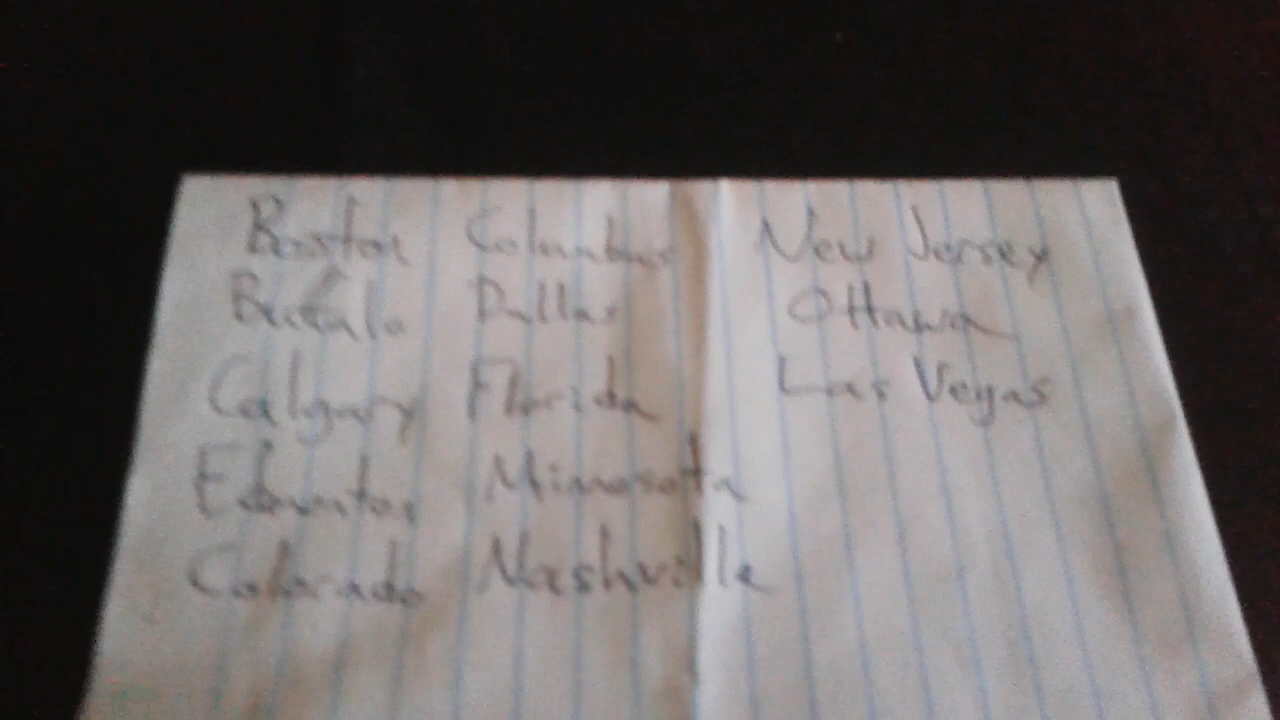 Boston Columbus New Jersey
Buffalo Dallas Ottawa
Calgary Florida Las Vegas
Edmonton Minnesota
Colorado Nashville